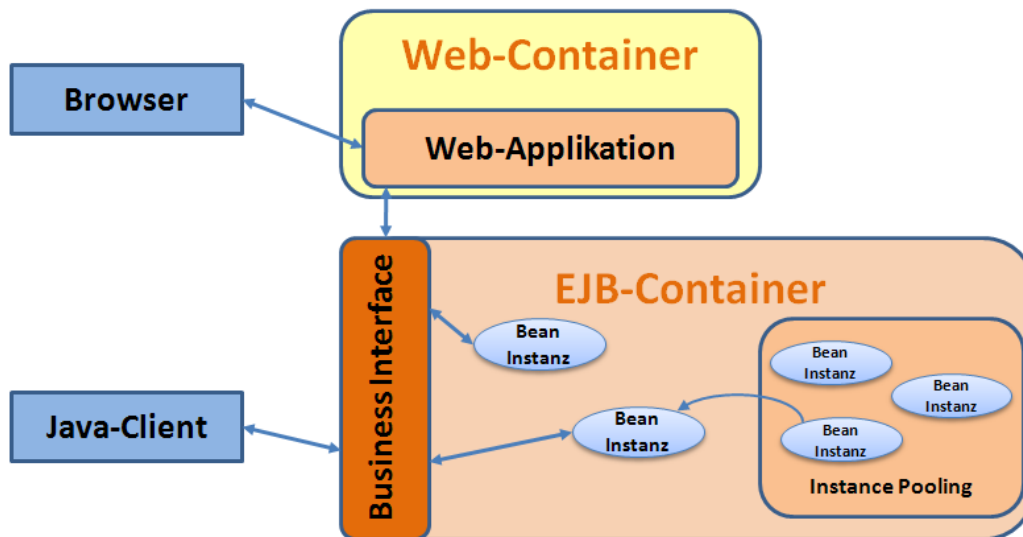 Web-Container
Browser
Web-Applikation
Business Interface
EJB-Container
Bean
Instanz
Bean
Instanz
Bean
Instanz
Java-Client
Bean
Instanz
Bean
Instanz
Instance Pooling